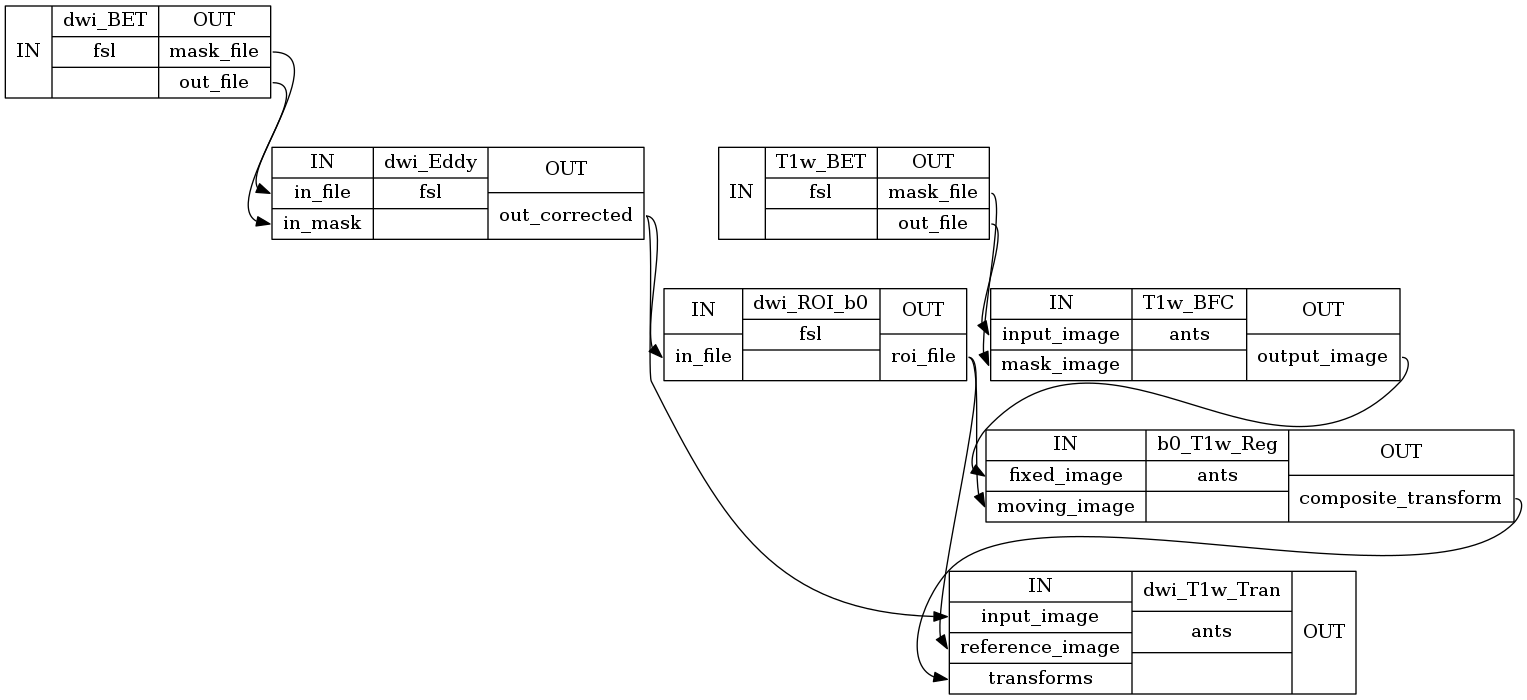 IN dwi_BET OUT
fsl mask_file
out_file
IN dwi_Eddy OUT
in_file fsl
in_mask out_corrected
IN T1w_BET OUT
fsl mask_file
out_file
IN dwi_ROI_b0 OUT
fsl
in_file roi_file
IN T1w_BFC OUT
input_image ants
mask_image output_image
IN b0_T1w_Reg OUT
fixed_image ants
moving_image composite_transform
IN dwi_T1w_Tran
input_image ants OUT
reference_image
transforms